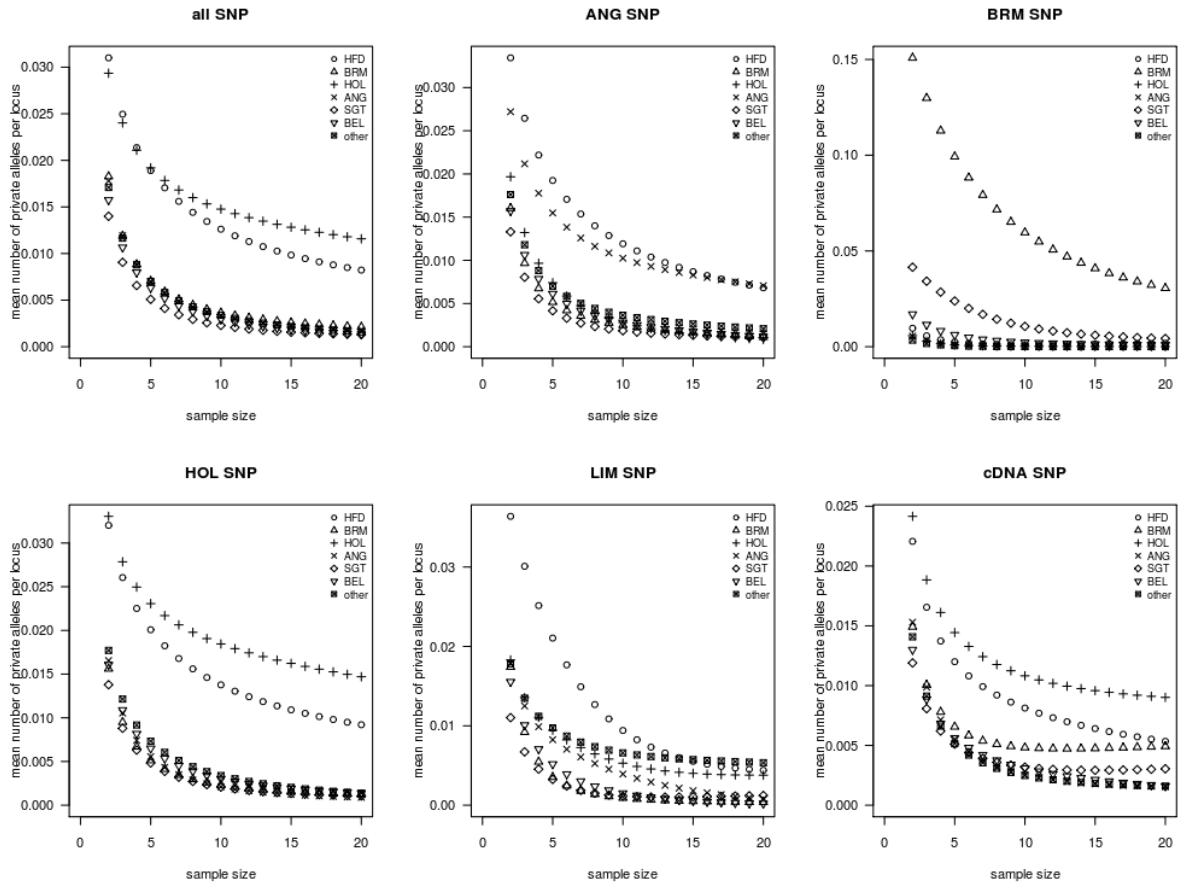 all SNP
mean number of private alleles per locus
0.030
0.025
0.020
0.015
0.010
0.005
0.000
HFD
BRM
HOL
ANG
SGT
BEL
other
0 5 10 15 20
sample size
ANG SNP
mean number of private alleles per locus
0.030
0.025
0.020
0.015
0.010
0.005
0.000
HFD
BRM
HOL
ANG
SGT
BEL
other
0 5 10 15 20
sample size
BRM SNP
mean number of private alleles per locus
0.15
0.10
0.05
0.00
HFD
BRM
HOL
ANG
SGT
BEL
other
0 5 10 15 20
sample size
HOL SNP
mean number of private alleles per locus
0.030
0.025
0.020
0.015
0.010
0.005
0.000
HFD
BRM
HOL
ANG
SGT
BEL
other
0 5 10 15 20
sample size
LIM SNP
mean number of private alleles per locus
0.03
0.02
0.01
0.00
HFD
BRM
HOL
ANG
SGT
BEL
other
0 5 10 15 20
sample size
cDNA SNP
mean number of private alleles per locus
0.025
0.020
0.015
0.010
0.005
0.000
HFD
BRM
HOL
ANG
SGT
BEL
other
0 5 10 15 20
sample size